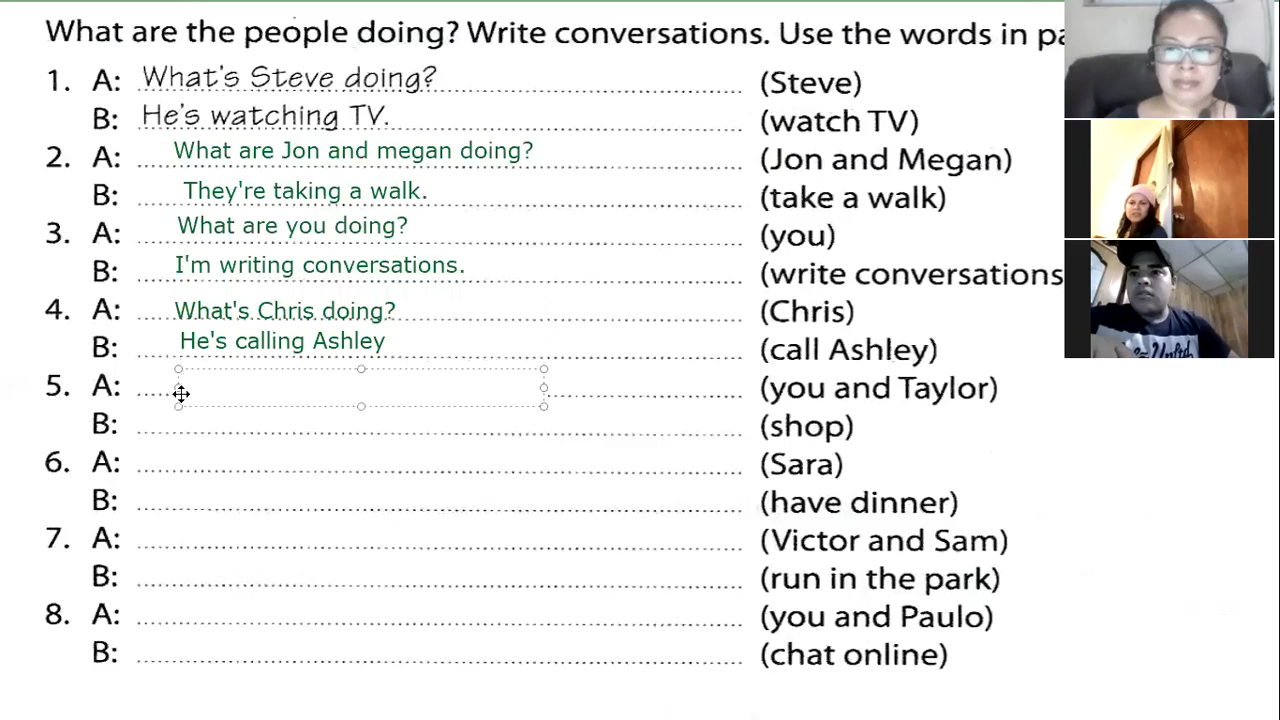 What are the people doing? Write conversations. Use the words in
1. A: What's Steve doing? (Steve)
B: He's watching TV. (watch TV)
2. A: What are Jon and megan doing? (Jon and Megan)
B: They're taking a walk. (take a walk)
3. A: What are you doing? (you)
B: I'm writing conversations. (write conversations
4. A: What's Chris doing? (Chris)
B: He's calling Ashley (call Ashley)
5. A: (you and Taylor)
B: (shop)
6. A: (Sara)
B: (have dinner)
7. A: (Victor and Sam)
B: (run in the park)
8. A: (you and Paulo)
B: (chat online)